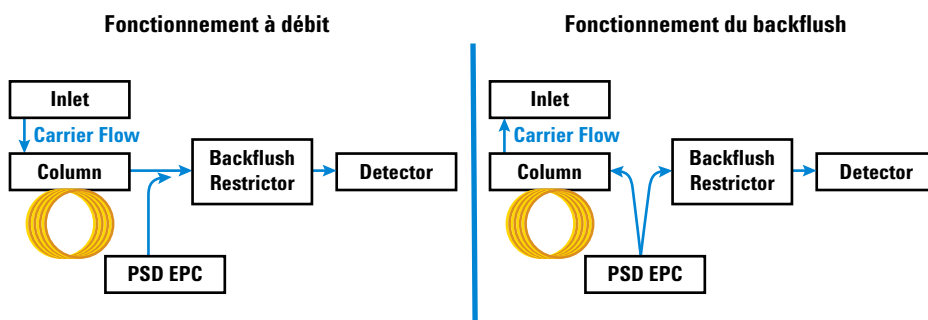 Fonctionnement à débit
Inlet
Carrier Flow
Column
Backflush
Restrictor
Detector
PSD EPC
Fonctionnement du backflush
Inlet
Carrier Flow
Column
Backflush
Restrictor
Detector
PSD EPC